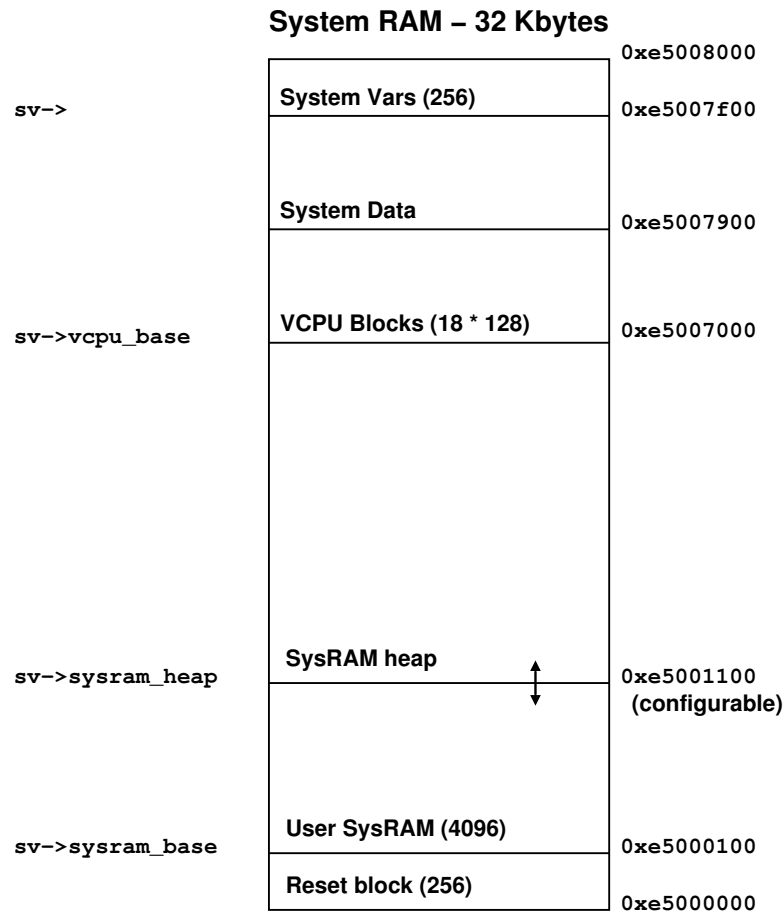 System RAM – 32 Kbytes
0xe5008000
System Vars (256)
sv–>
0xe5007f00
System Data
0xe5007900
VCPU Blocks (18 * 128)
sv–>vcpu_base
0xe5007000
SysRAM heap
sv–>sysram_heap
0xe5001100
(configurable)
User SysRAM (4096)
sv–>sysram_base
0xe5000100
Reset block (256)
0xe5000000